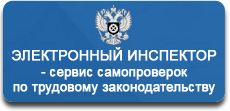 ЭЛЕКТРОННЫЙ ИНСПЕКТОР
- сервис самопроверок
по трудовому законодательству